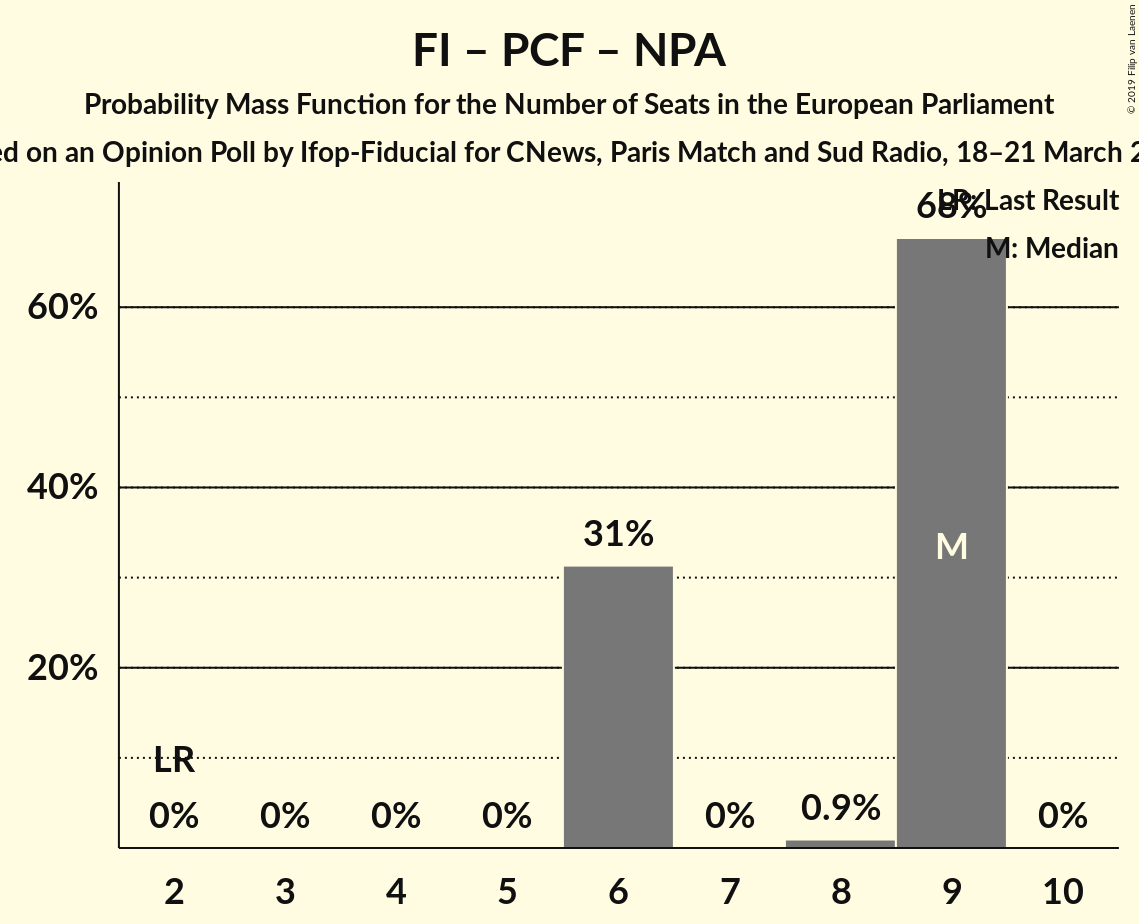 FI – PCF – NPA
Probability Mass Function for the Number of Seats in the European Parliament
on an Opinion Poll by Ifop-Fiducial for CNews, Paris Match and Sud Radio, 18–21 March
© 2019 Filip van Laenen
LR: Last Result
M: Median
68%
60%
40%
31%
M
20%
LR
0% 0% 0% 0% 0% 0.9% 0%
2 3 4 5 6 7 8 9 10